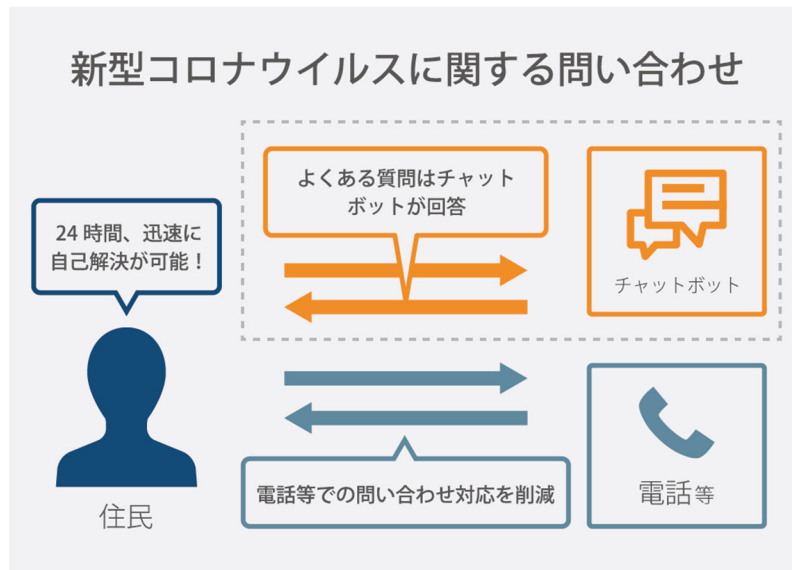 新型コロナウイルスに関する問い合わせ
24 時間、迅速に
自己解決が可能！
よくある質問はチャット
ボットが回答
チャットボット
電話等での問い合わせ対応を削減
電話等
住民